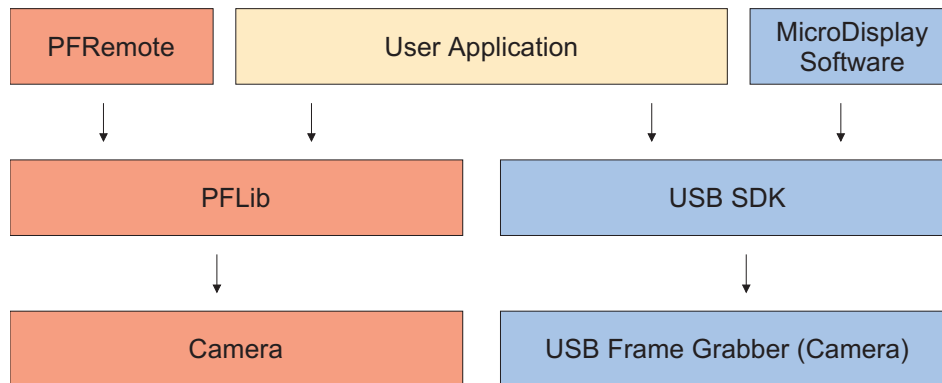 PFRemote
User Application
MicroDisplay
Software
PFLib
USB SDK
Camera
USB Frame Grabber (Camera)